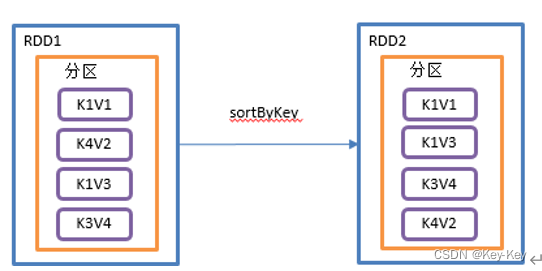 RDD1
分区
K1V1
K4V2
K1V3
K3V4
sortByKey
RDD2
分区
K1V1
K1V3
K3V4
K4V2
CSDN @Key-Key